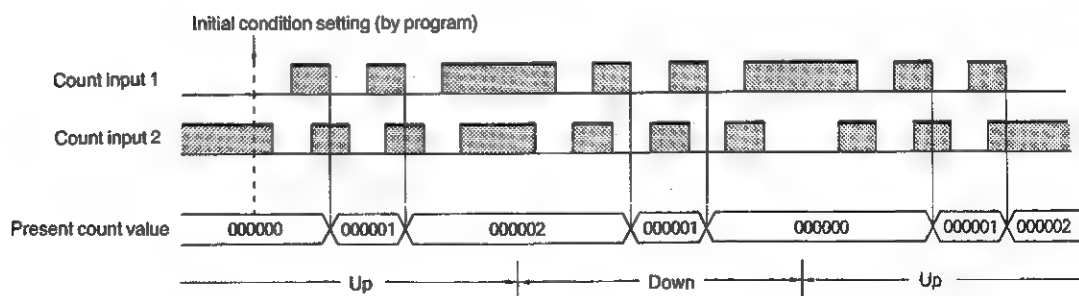 Initial condition setting (by program)
Count input 1
Count input 2
Present count value
000000 000001 000002 000001 000000 000001 000002
Up Down Up